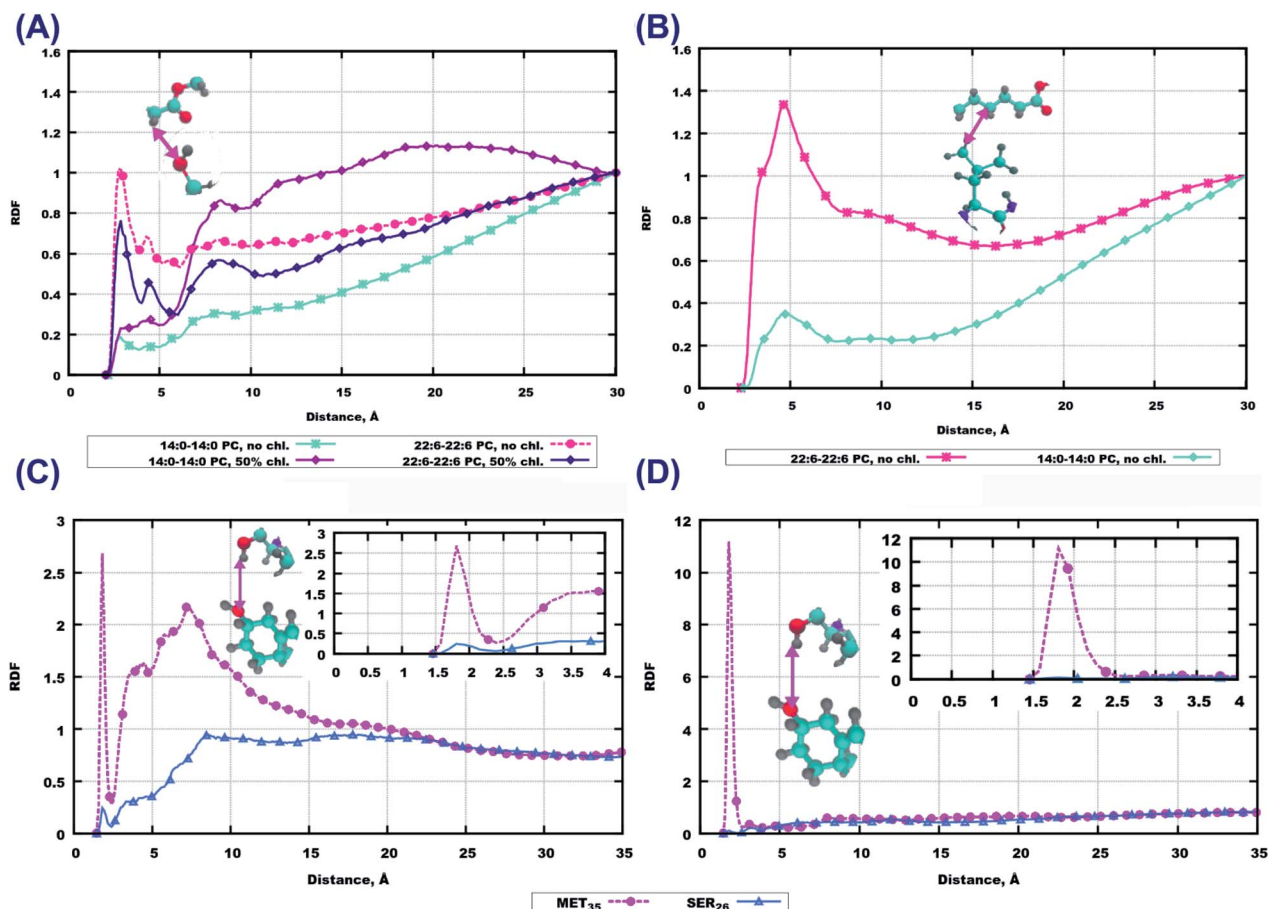 (A)
1.6
1.4
1.2
1
0.8
0.6
0.4
0.2
0
RDF
0 5 10 15 20 25 30
Distance, Å
14:0-14:0 PC, no chl. 22:6-22:6 PC, no chl.
14:0-14:0 PC, 50% chl. 22:6-22:6 PC, 50% chl.
(B)
1.6
1.4
1.2
1
0.8
0.6
0.4
0.2
0
RDF
0 5 10 15 20 25 30
Distance, Å
22:6-22:6 PC, no chl. 14:0-14:0 PC, no chl.
(C)
3
2.5
2
1.5
1
0.5
0
RDF
0 5 10 15 20 25 30 35
Distance, Å
3
2.5
2
1.5
1
0.5
0
0 0.5 1 1.5 2 2.5 3 3.5 4
(D)
12
10
8
6
4
2
0
RDF
0 5 10 15 20 25 30 35
Distance, Å
12
10
8
6
4
2
0
0 0.5 1 1.5 2 2.5 3 3.5 4
MET35 SER26